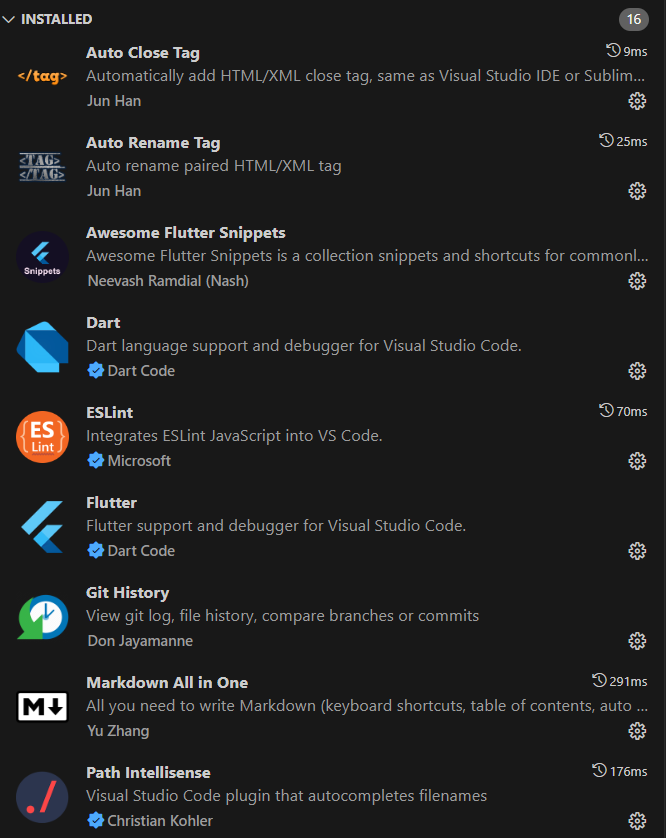 INSTALLED 16
Auto Close Tag 9ms
</tag> Automatically add HTML/XML close tag, same as Visual Studio IDE or Sublim...
Jun Han
Auto Rename Tag 25ms
<TAG>
</TAG>
Auto rename paired HTML/XML tag
Jun Han
Awesome Flutter Snippets
Snippets
Awesome Flutter Snippets is a collection snippets and shortcuts for commonl...
Neevash Ramdial (Nash)
Dart
Dart language support and debugger for Visual Studio Code.
Dart Code
ESLint 70ms
{ES
Lint}
Integrates ESLint JavaScript into VS Code.
Microsoft
Flutter
Flutter support and debugger for Visual Studio Code.
Dart Code
Git History
View git log, file history, compare branches or commits
Don Jayamanne
Markdown All in One 291ms
M↓ All you need to write Markdown (keyboard shortcuts, table of contents, auto ...
Yu Zhang
Path Intellisense 176ms
./ Visual Studio Code plugin that autocompletes filenames
Christian Kohler